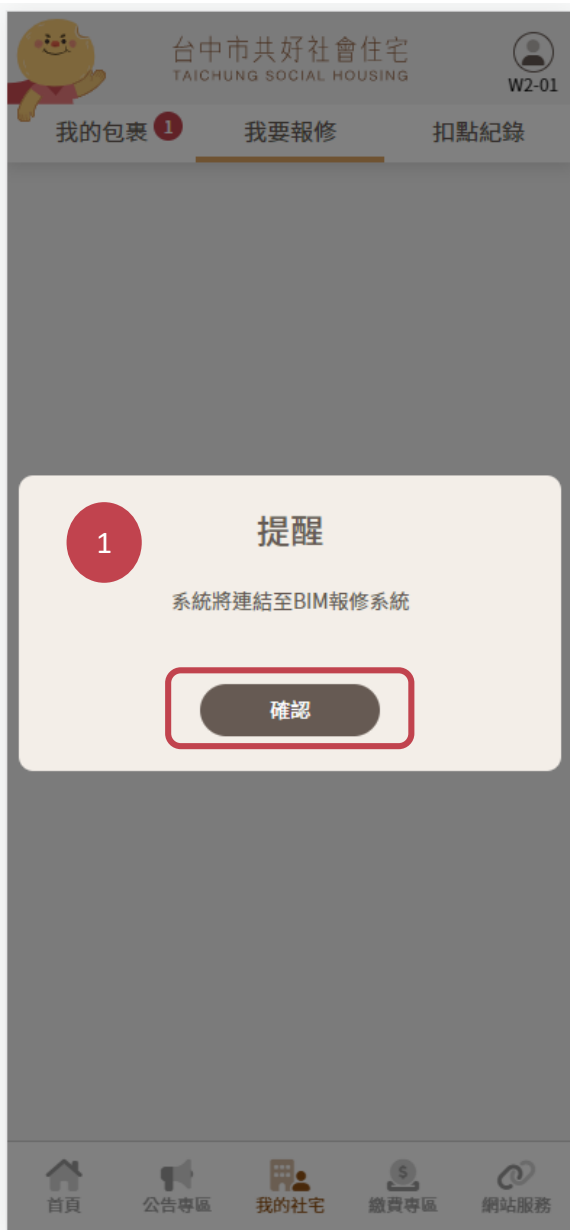 台中市共好社會住宅
TAICHUNG SOCIAL HOUSING
W2-01
我的包裹 1 我要報修 扣點紀錄
1
提醒
系統將連結至BIM報修系統
確認
首頁 公告專區 我的社宅 繳費專區 網站服務